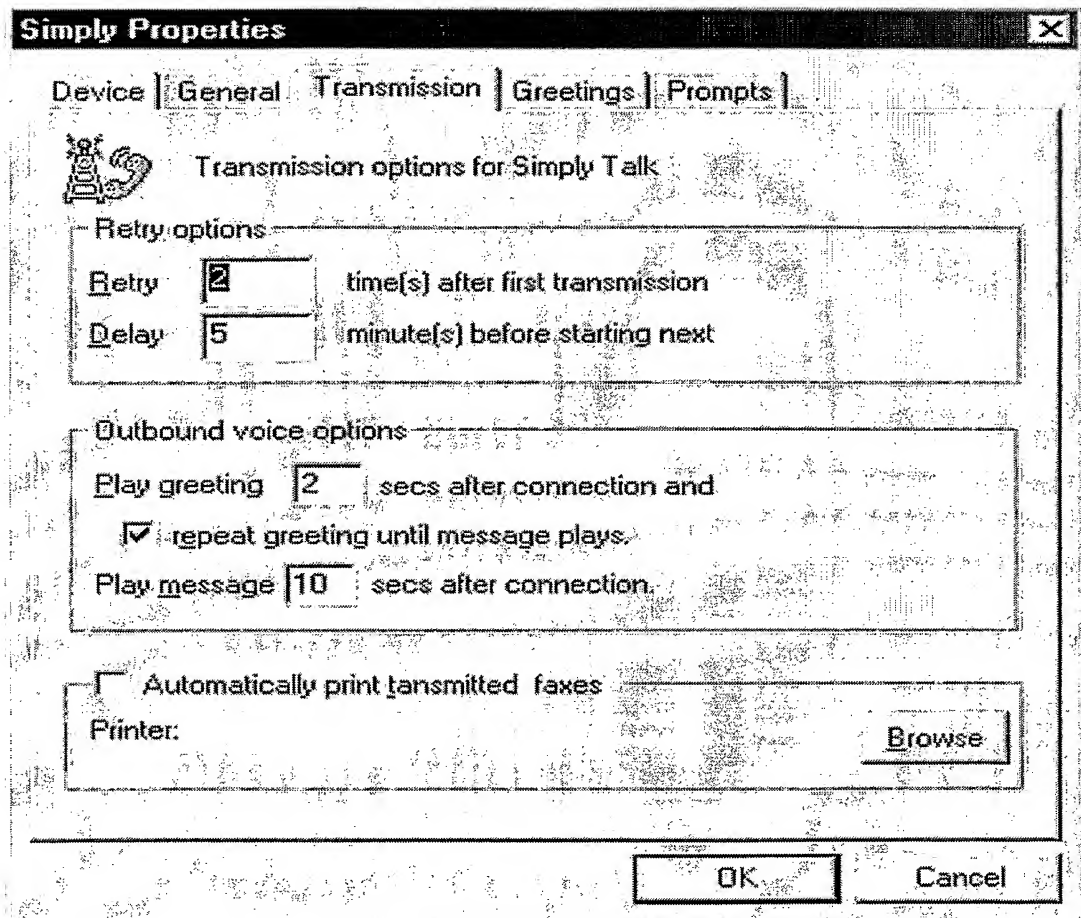 Simply Properties
Device General Transmission Greetings Prompts
Transmission options for Simply Talk
Retry options
Retry 2 time(s) after first transmission
Delay 5 minute(s) before starting next
Outbound voice options
Play greeting 2 secs after connection and
repeat greeting until message plays.
Play message 10 secs after connection.
Automatically print tansmitted faxes
Printer:
Browse
OK Cancel